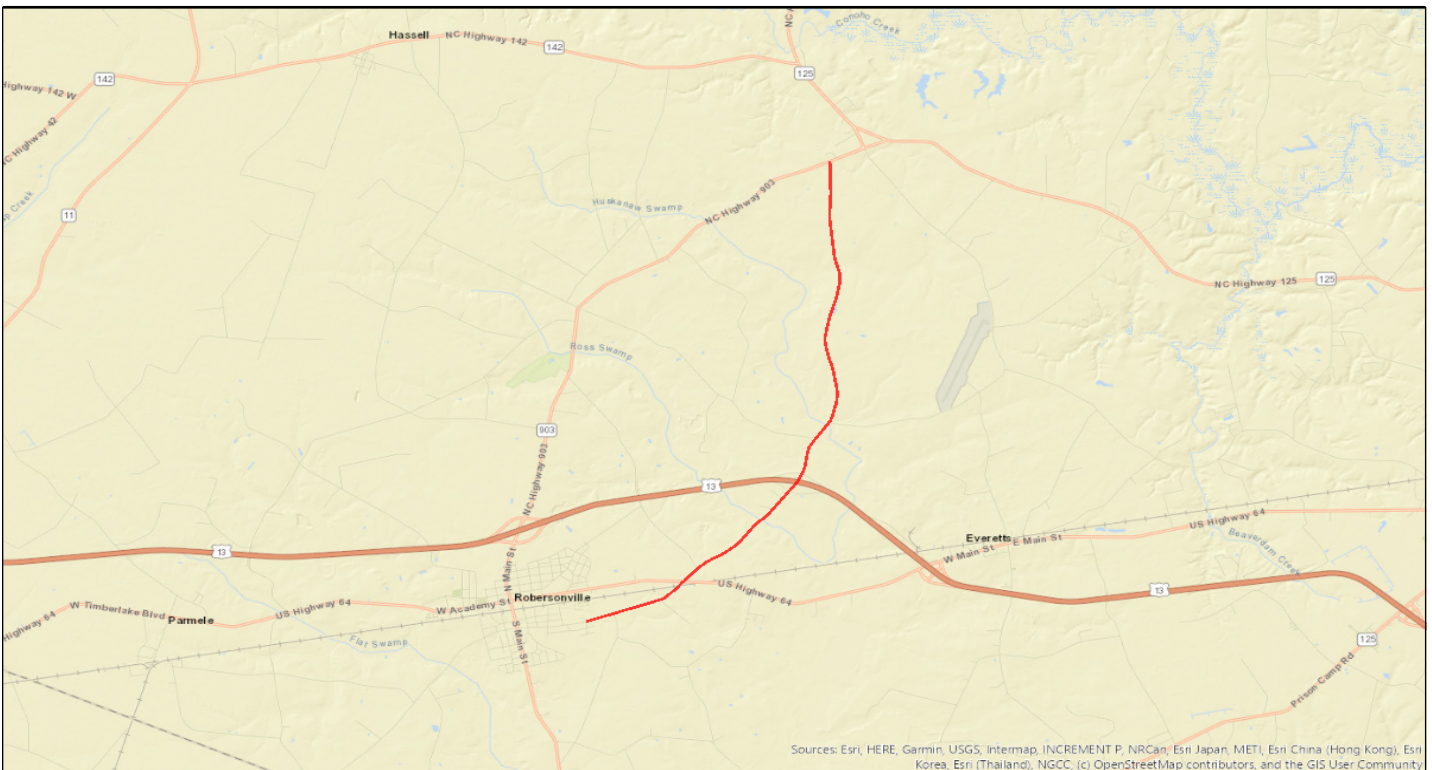 Hassell
NC Highway 142
142
125
Conoho Creek
142
Highway 142 W
NC Highway 42
Creek
11
Huskanaw Swamp
NC Highway 903
NC Highway 125
125
Ross Swamp
903
NC Highway 903
13
13
US Highway 64
Everetts
E Main St
W Main St
Beaverdam Creek
N Main St
Robersonville
US Highway 64
13
W Timberlake Blvd
US Highway 64
W Academy St
Highway 64
Parmele
S Main St
Flat Swamp
125
Prison Camp Rd
Sources: Esri, HERE, Garmin, USGS, Intermap, INCREMENT P, NRCan, Esri Japan, METI, Esri China (Hong Kong), Esri
Korea, Esri (Thailand), NGCC, (c) OpenStreetMap contributors, and the GIS User Community